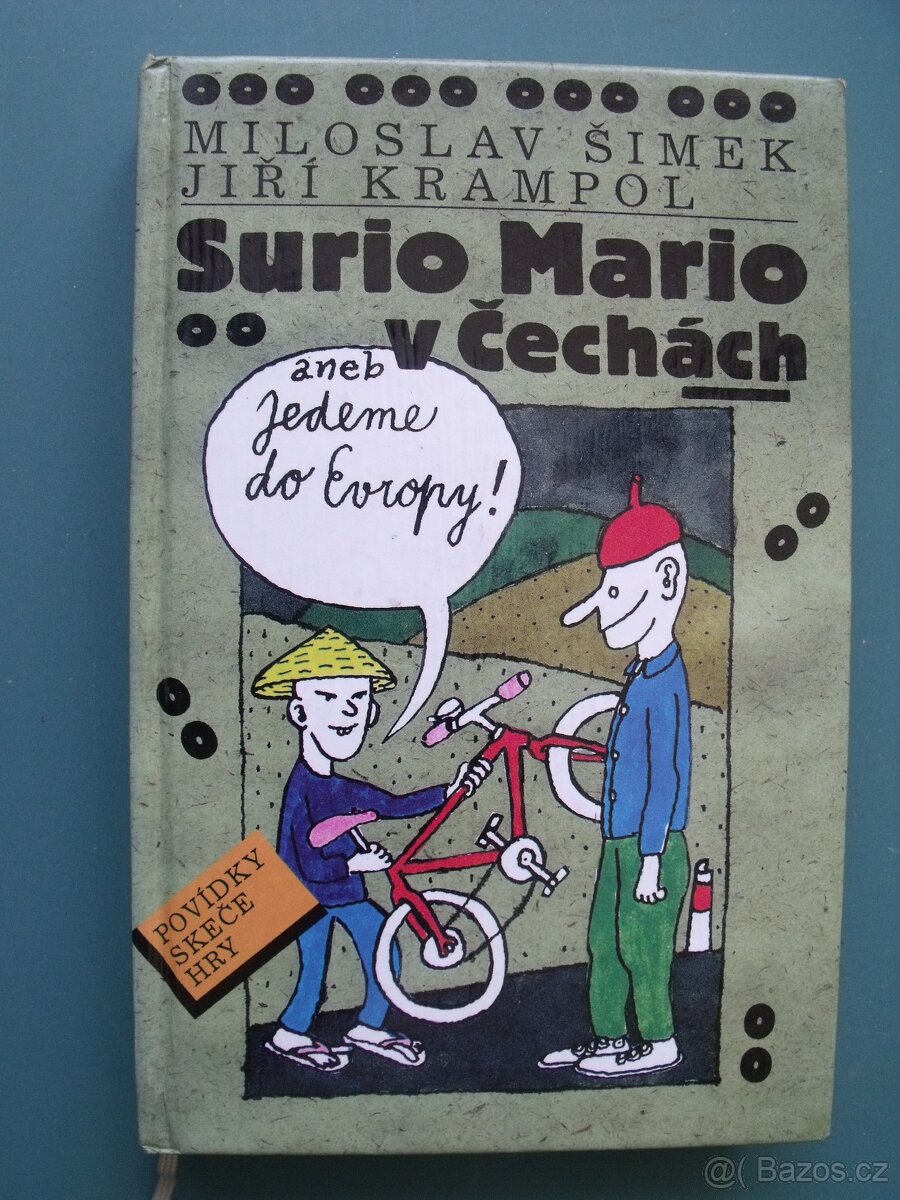 MILOSLAV ŠIMEK
JIŘÍ KRAMPOL
Surio Mario
v Čechách
aneb
Jedeme
do Evropy!
POVÍDKY
SKEČE
HRY
@( Bazos.cz